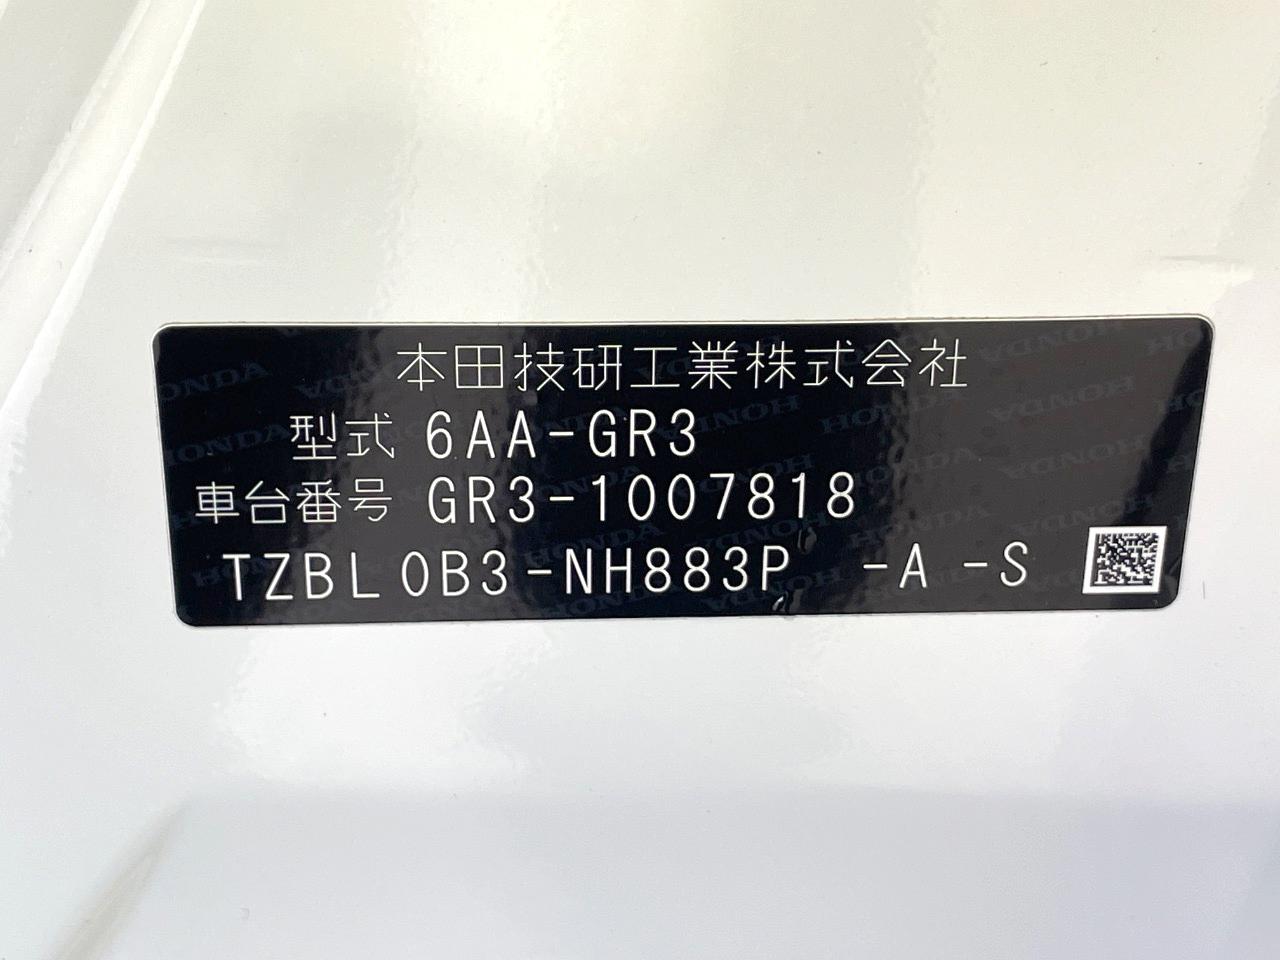 本田技研工業株式会社
型式 6AA-GR3
車台番号 GR3-1007818
TZBL0B3-NH883P -A -S